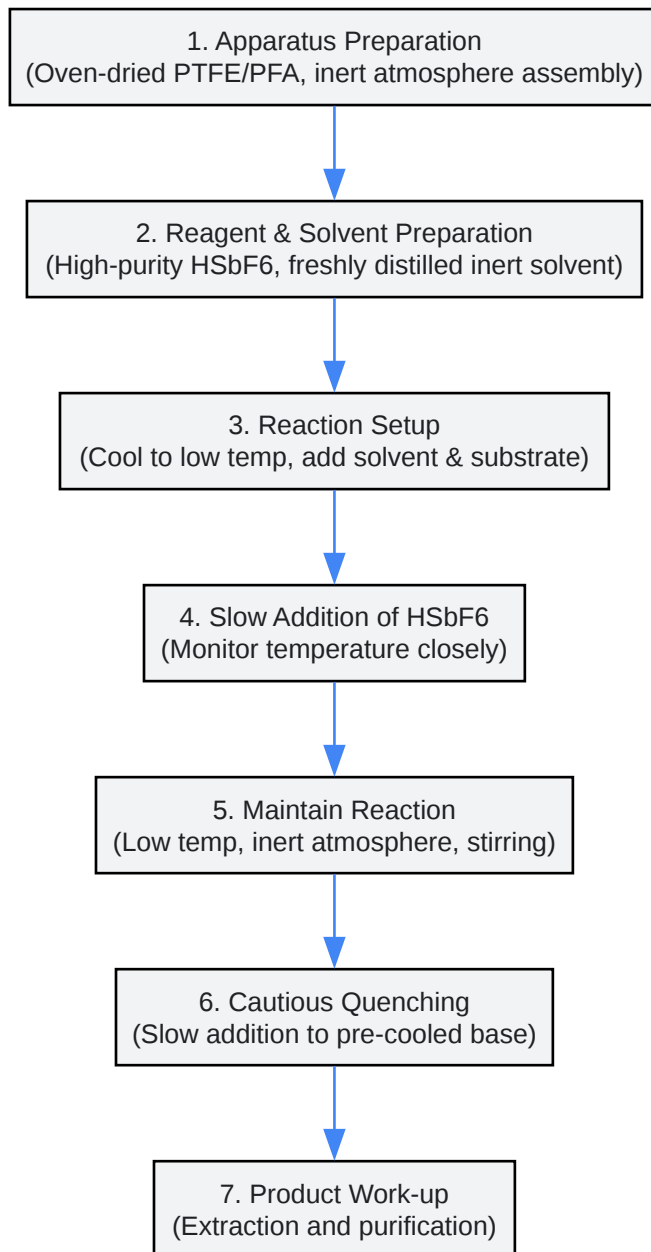 1. Apparatus Preparation
(Oven-dried PTFE/PFA, inert atmosphere assembly)
2. Reagent & Solvent Preparation
(High-purity HSbF6, freshly distilled inert solvent)
3. Reaction Setup
(Cool to low temp, add solvent & substrate)
4. Slow Addition of HSbF6
(Monitor temperature closely)
5. Maintain Reaction
(Low temp, inert atmosphere, stirring)
6. Cautious Quenching
(Slow addition to pre-cooled base)
7. Product Work-up
(Extraction and purification)